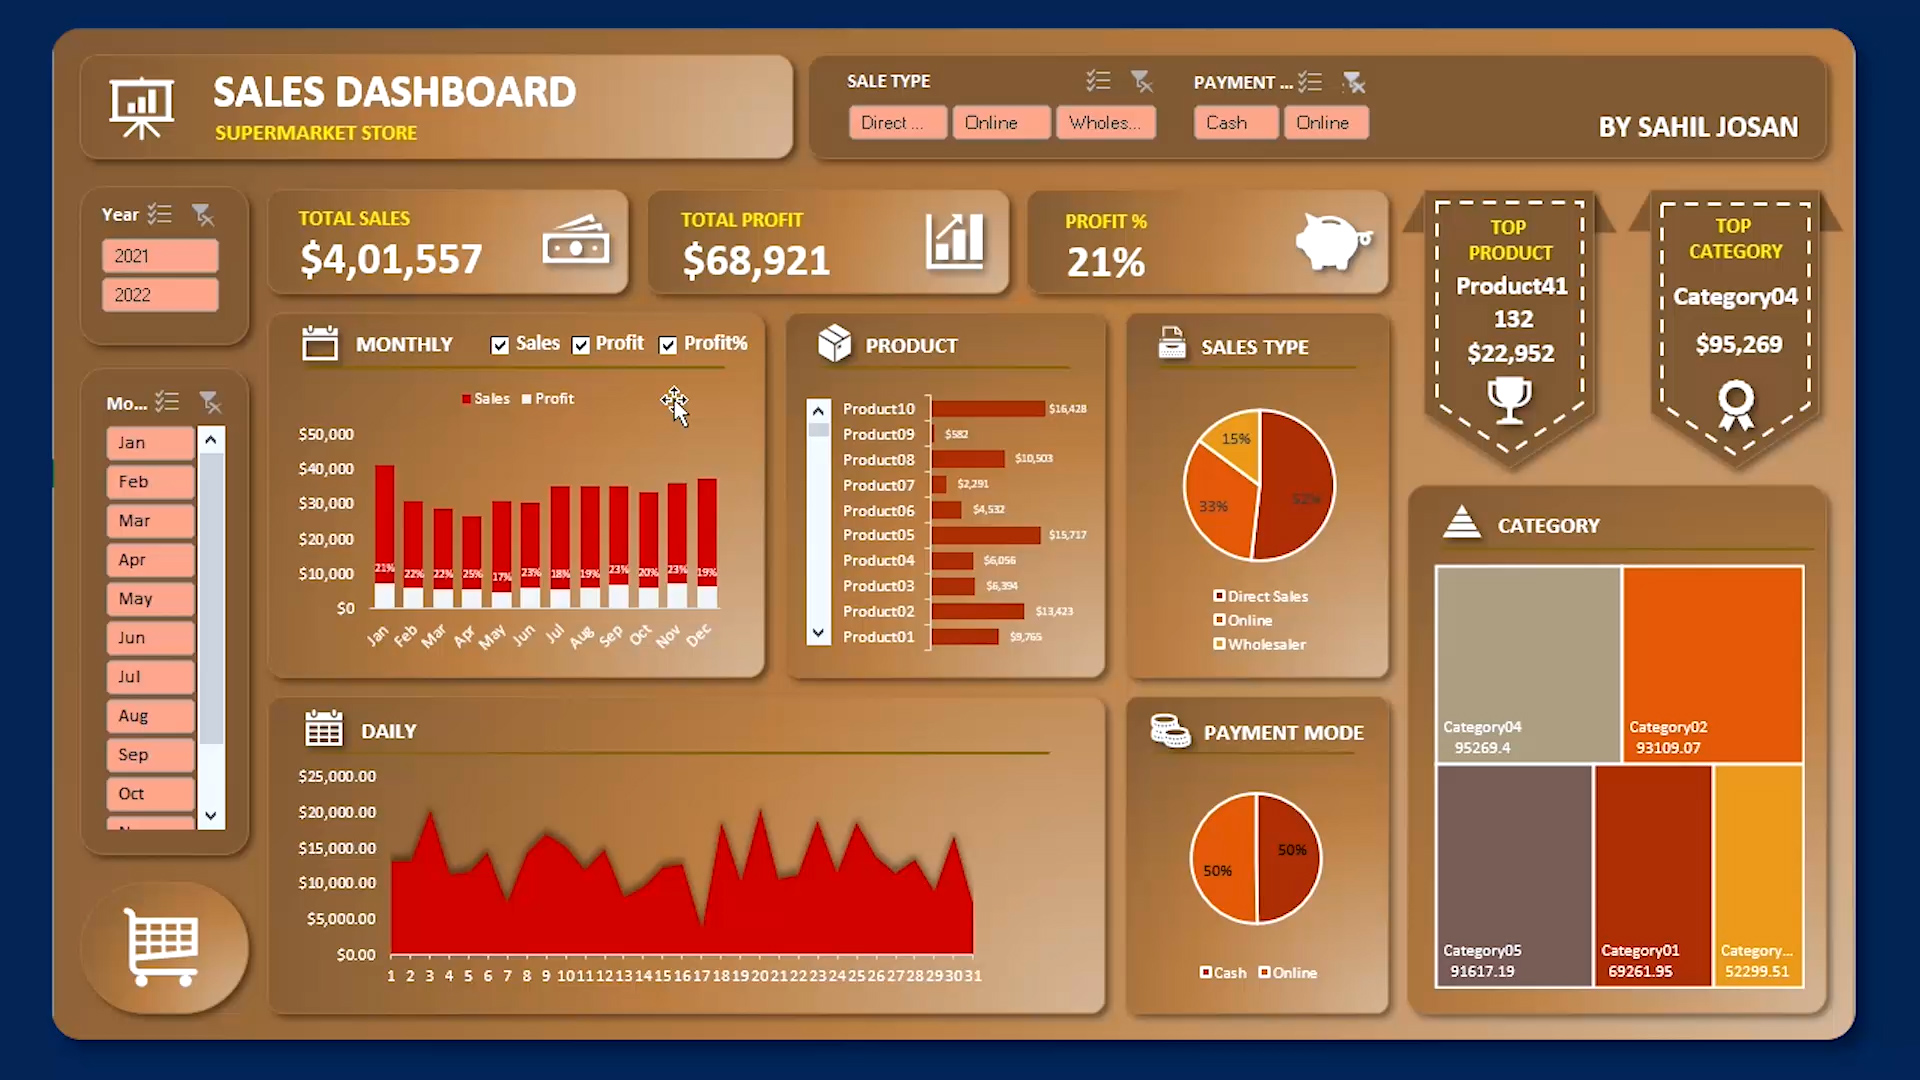 SALES DASHBOARD
SUPERMARKET STORE
SALE TYPE
Direct ...
Online
Wholes...
PAYMENT ...
Cash
Online
BY SAHIL JOSAN
Year
2021
2022
TOTAL SALES
$4,01,557
TOTAL PROFIT
$68,921
PROFIT %
21%
TOP
PRODUCT
Product41
132
$22,952
TOP
CATEGORY
Category04
$95,269
Mo...
Jan
Feb
Mar
Apr
May
Jun
Jul
Aug
Sep
Oct
MONTHLY
Sales
Profit
Profit%
Sales
Profit
$50,000
$40,000
$30,000
$20,000
$10,000
$0
21% 22% 22% 25% 17% 23% 18% 19% 23% 20% 23% 19%
Jan Feb Mar Apr May Jun Jul Aug Sep Oct Nov Dec
PRODUCT
Product10 $16,428
Product09 $582
Product08 $10,503
Product07 $2,291
Product06 $4,532
Product05 $15,717
Product04 $6,056
Product03 $6,394
Product02 $13,423
Product01 $9,765
SALES TYPE
15%
33%
52%
Direct Sales
Online
Wholesaler
DAILY
$25,000.00
$20,000.00
$15,000.00
$10,000.00
$5,000.00
$0.00
1 2 3 4 5 6 7 8 9 10 11 12 13 14 15 16 17 18 19 20 21 22 23 24 25 26 27 28 29 30 31
PAYMENT MODE
50%
50%
Cash
Online
CATEGORY
Category04
95269.4
Category02
93109.07
Category05
91617.19
Category01
69261.95
Category...
52299.51